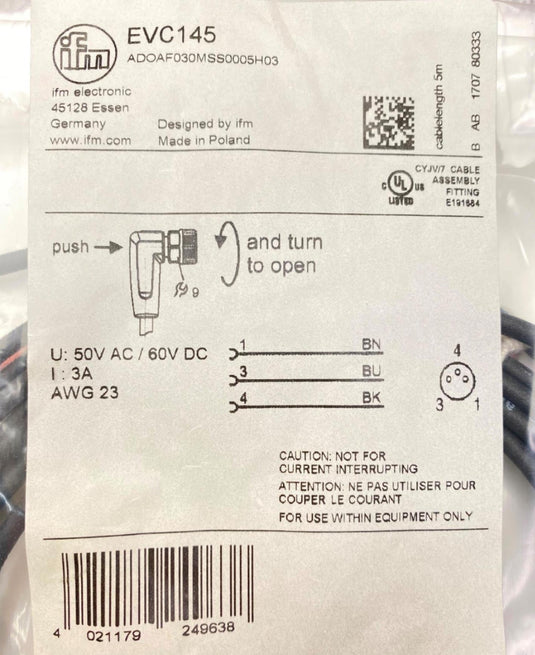 ifm
EVC145
ADOAF030MSS0005H03
ifm electronic
45128 Essen
Germany
www.ifm.com
Designed by ifm
Made in Poland
cablelength 5m
B AB 1707 80333
C UL US
LISTED
CYJV/7 CABLE
ASSEMBLY
FITTING
E191684
push
9
and turn
to open
U: 50V AC / 60V DC
I : 3A
AWG 23
1 BN
3 BU
4 BK
4
3 1
CAUTION: NOT FOR
CURRENT INTERRUPTING
ATTENTION: NE PAS UTILISER POUR
COUPER LE COURANT
FOR USE WITHIN EQUIPMENT ONLY
4 021179 249638